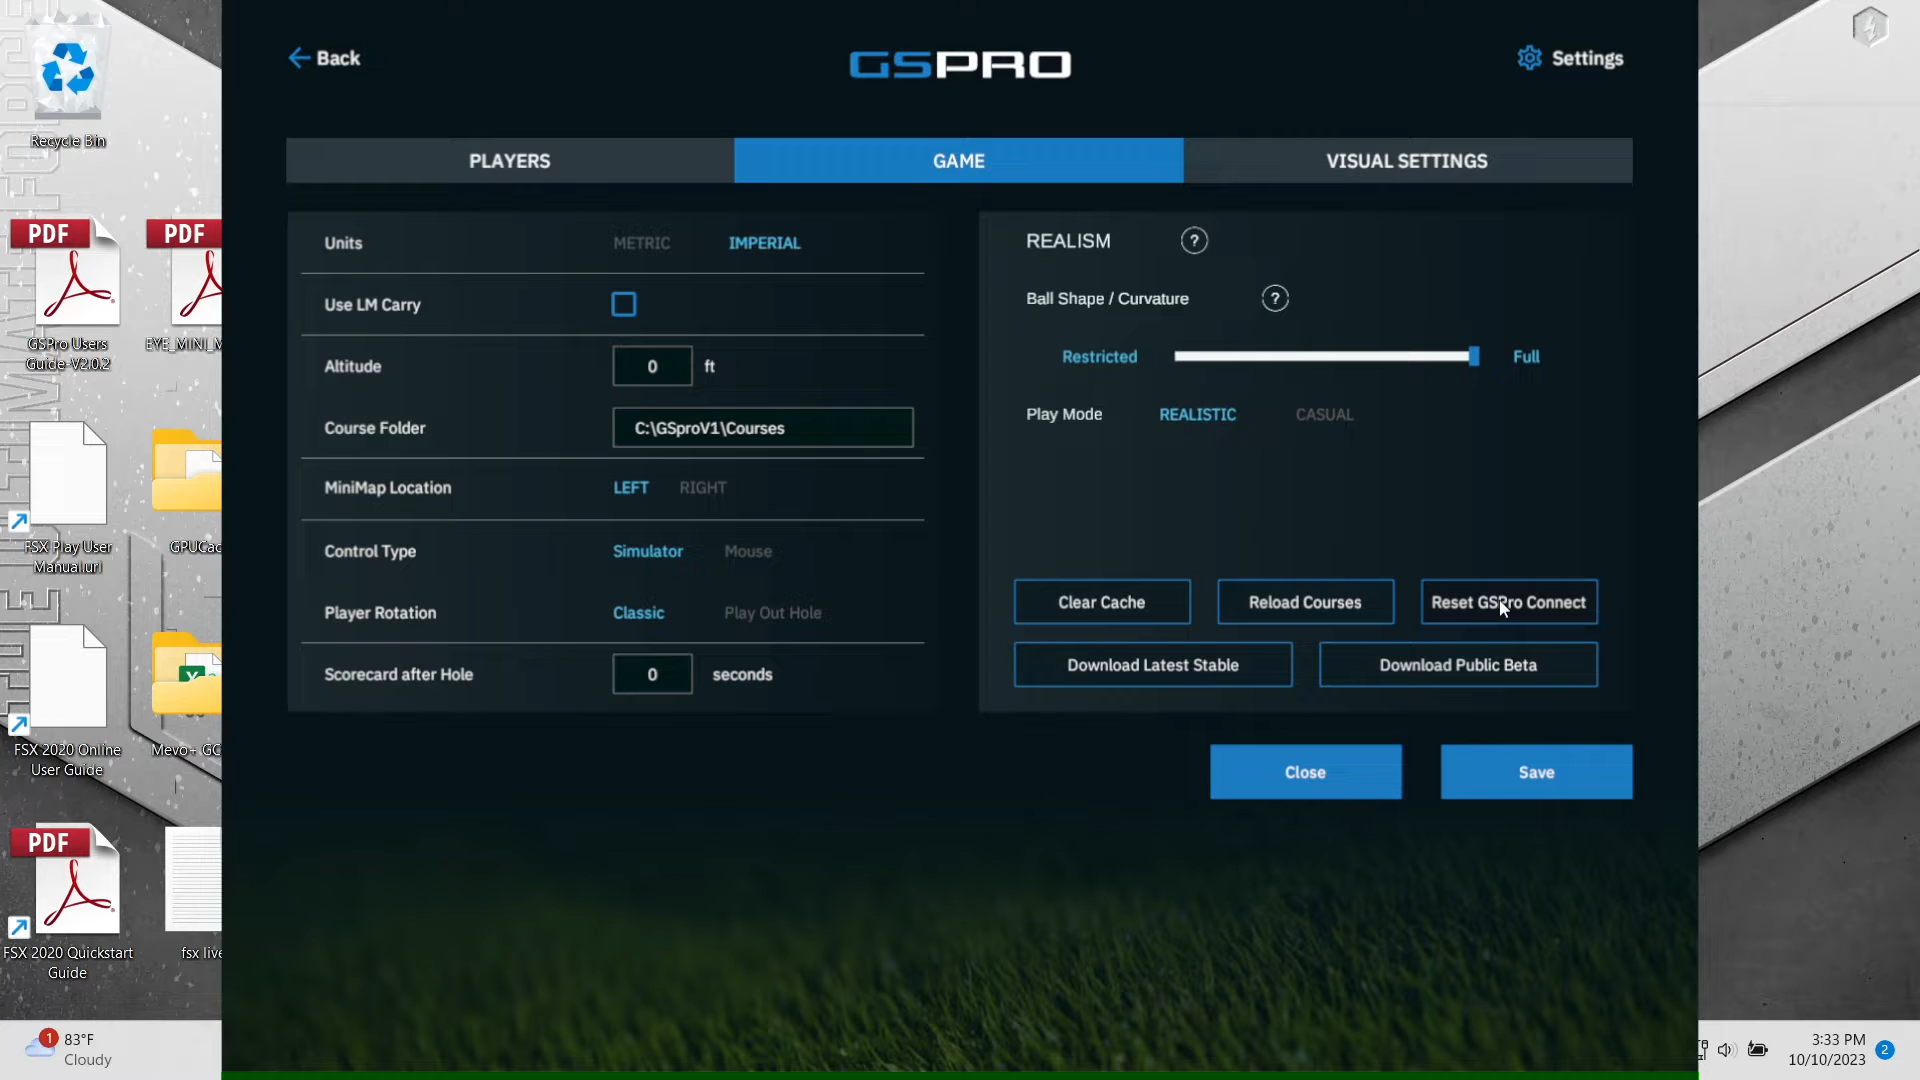 Back
GSPRO
Settings
PLAYERS
GAME
VISUAL SETTINGS
Units
METRIC
IMPERIAL
Use LM Carry
Altitude
0
ft
Course Folder
C:\GSproV1\Courses
MiniMap Location
LEFT
RIGHT
Control Type
Simulator
Mouse
Player Rotation
Classic
Play Out Hole
Scorecard after Hole
0
seconds
REALISM
?
Ball Shape / Curvature
?
Restricted
Full
Play Mode
REALISTIC
CASUAL
Clear Cache
Reload Courses
Reset GSPro Connect
Download Latest Stable
Download Public Beta
Close
Save
Recycle Bin
PDF
GSPro Users
Guide-V2.0.2
PDF
EYE_MINI_M
FSX Play User
Manual.url
GPUCac
FSX 2020 Online
User Guide
X
Mevo+ GC
PDF
FSX 2020 Quickstart
Guide
fsx live
1
83°F
Cloudy
3:33 PM
10/10/2023
2